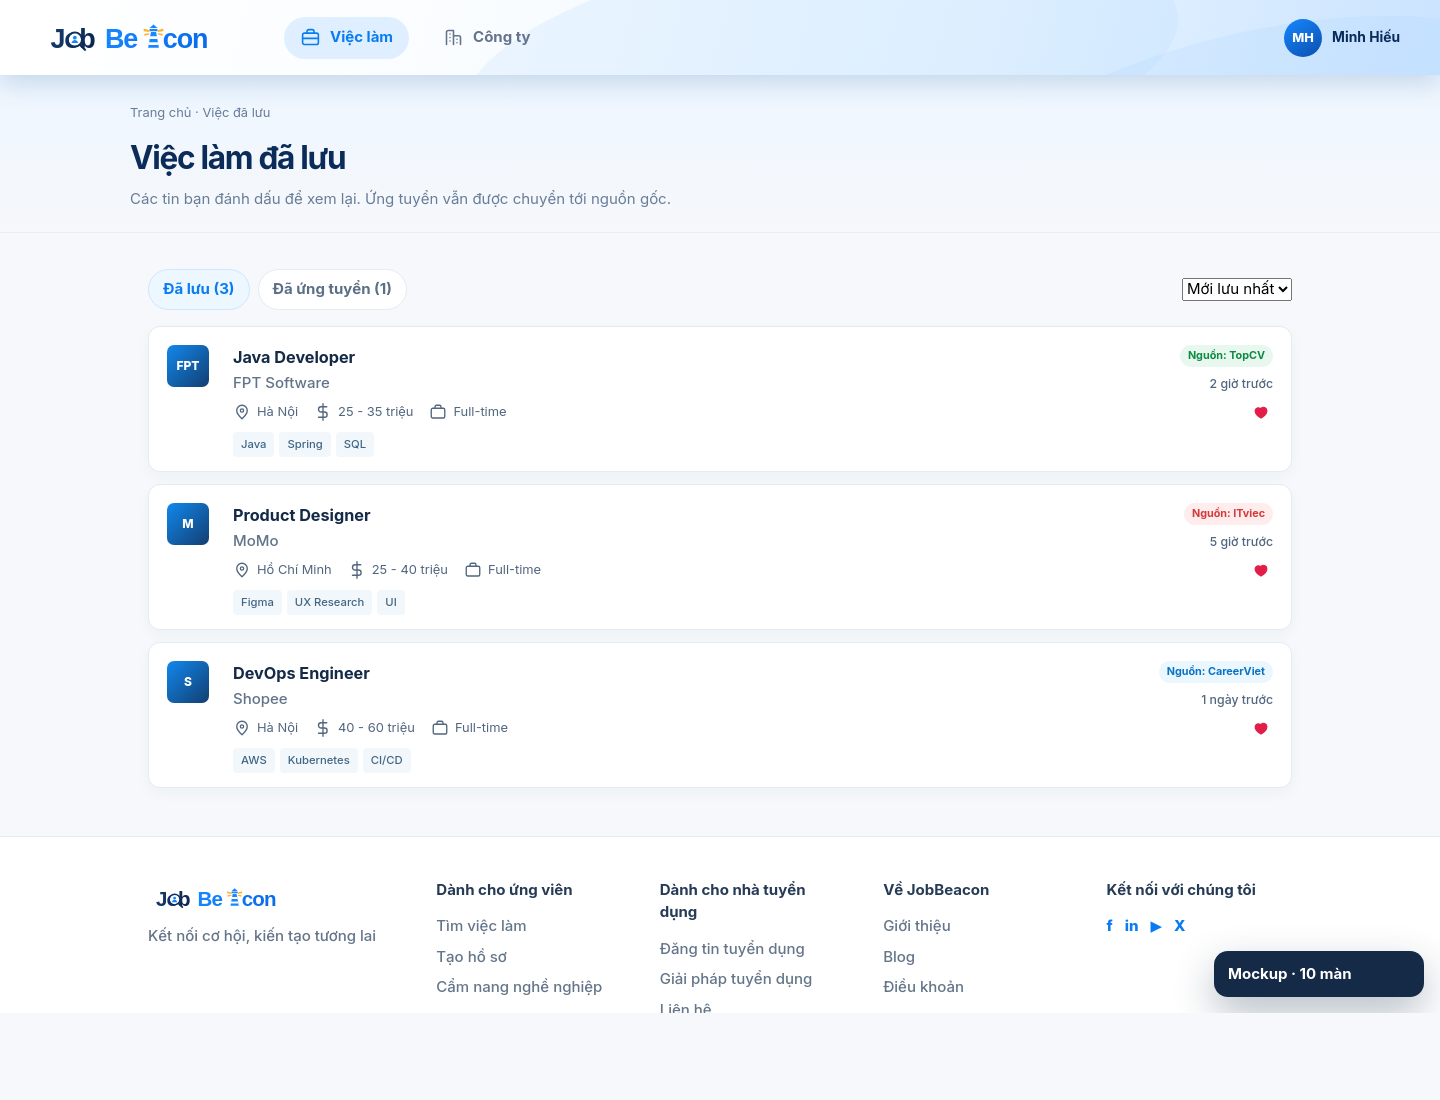 Job Beacon
Việc làm
Công ty
MH
Minh Hiếu
Trang chủ · Việc đã lưu
Việc làm đã lưu
Các tin bạn đánh dấu để xem lại. Ứng tuyển vẫn được chuyển tới nguồn gốc.
Đã lưu (3)
Đã ứng tuyển (1)
Mới lưu nhất
FPT
Java Developer
Nguồn: TopCV
FPT Software
2 giờ trước
Hà Nội
25 - 35 triệu
Full-time
Java
Spring
SQL
M
Product Designer
Nguồn: ITviec
MoMo
5 giờ trước
Hồ Chí Minh
25 - 40 triệu
Full-time
Figma
UX Research
UI
S
DevOps Engineer
Nguồn: CareerViet
Shopee
1 ngày trước
Hà Nội
40 - 60 triệu
Full-time
AWS
Kubernetes
CI/CD
Job Beacon
Kết nối cơ hội, kiến tạo tương lai
Dành cho ứng viên
Tìm việc làm
Tạo hồ sơ
Cẩm nang nghề nghiệp
Dành cho nhà tuyển
dụng
Đăng tin tuyển dụng
Giải pháp tuyển dụng
Liên hệ
Về JobBeacon
Giới thiệu
Blog
Điều khoản
Kết nối với chúng tôi
f in ▶ X
Mockup · 10 màn